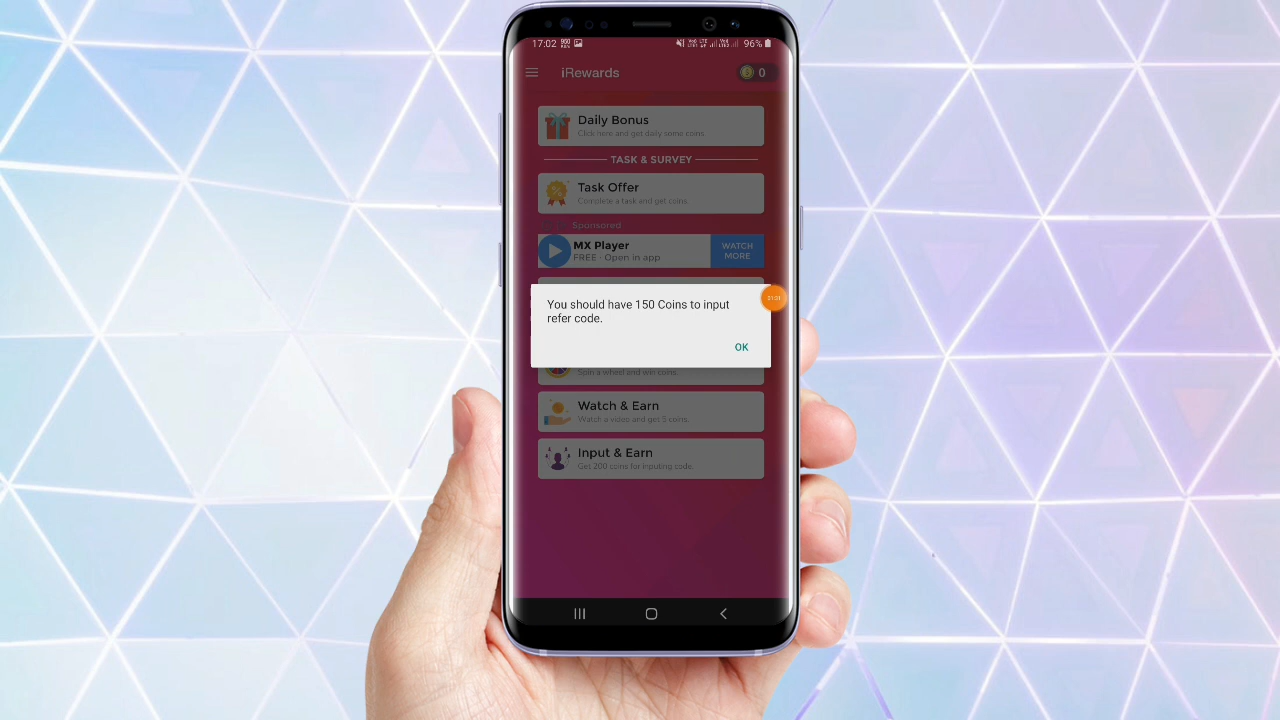 17:02
96%
iRewards
0
Daily Bonus
Click here and get daily some coins
TASK & SURVEY
Task Offer
Complete a task and get coins.
Sponsored
MX Player
FREE · Open in app
WATCH
MORE
You should have 150 Coins to input
refer code.
OK
Spin a wheel and win coins.
Watch & Earn
Watch a video and get 5 coins.
Input & Earn
Get 200 coins for inputing code.